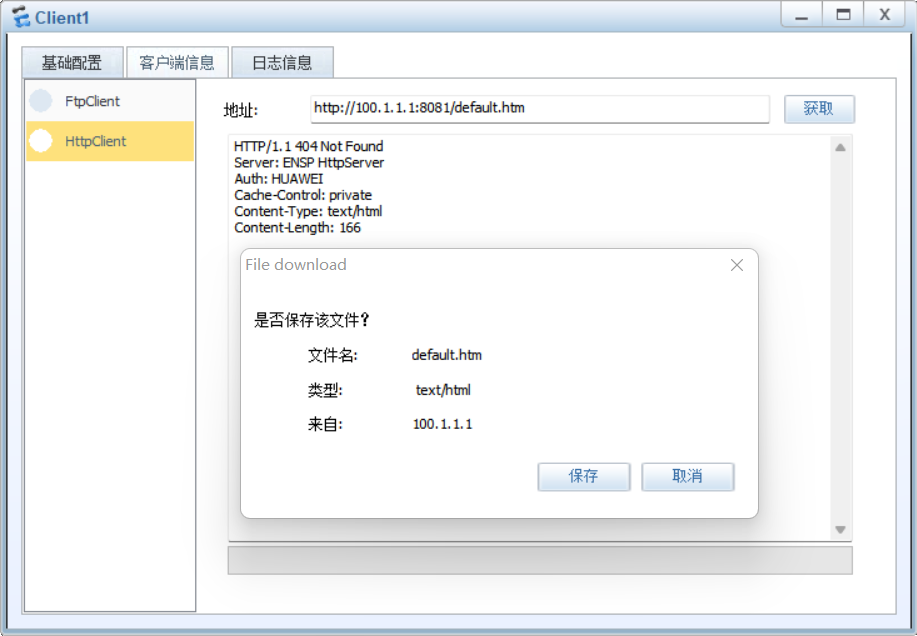 Client1
基础配置 客户端信息 日志信息
FtpClient
HttpClient
地址: http://100.1.1.1:8081/default.htm 获取
HTTP/1.1 404 Not Found
Server: ENSP HttpServer
Auth: HUAWEI
Cache-Control: private
Content-Type: text/html
Content-Length: 166
File download
是否保存该文件?
文件名: default.htm
类型: text/html
来自: 100.1.1.1
保存 取消